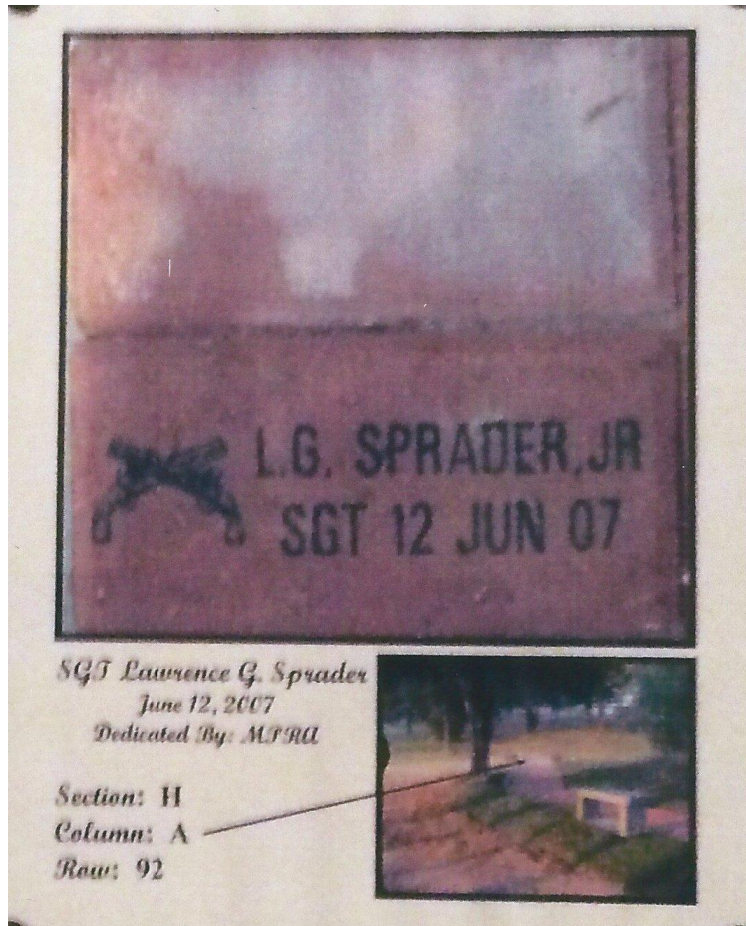 L.G. SPRADER, JR
SGT 12 JUN 07
SGT Lawrence G. Sprader
June 12, 2007
Dedicated By: MPRA
Section: H
Column: A
Row: 92